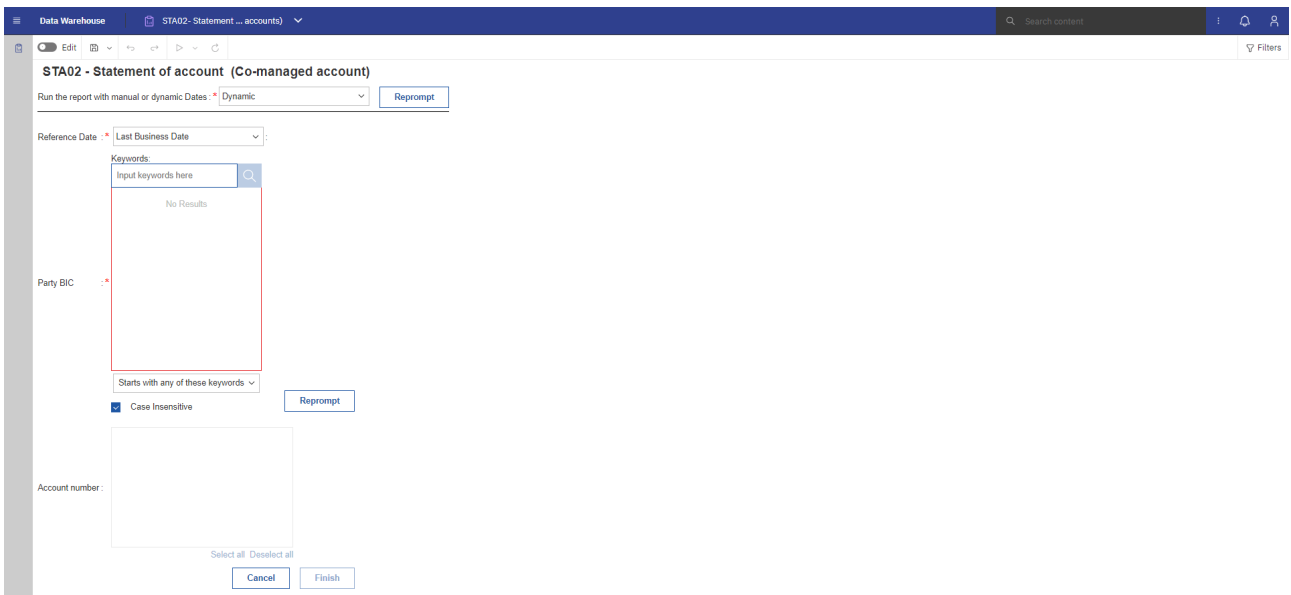 Data Warehouse
STA02- Statement ... accounts)
Search content
Edit
Filters
STA02 - Statement of account (Co-managed account)
Run the report with manual or dynamic Dates : * Dynamic
Reprompt
Reference Date : * Last Business Date :
Keywords:
Input keywords here
No Results
Party BIC : *
Starts with any of these keywords
Case Insensitive
Reprompt
Account number :
Select all Deselect all
Cancel
Finish